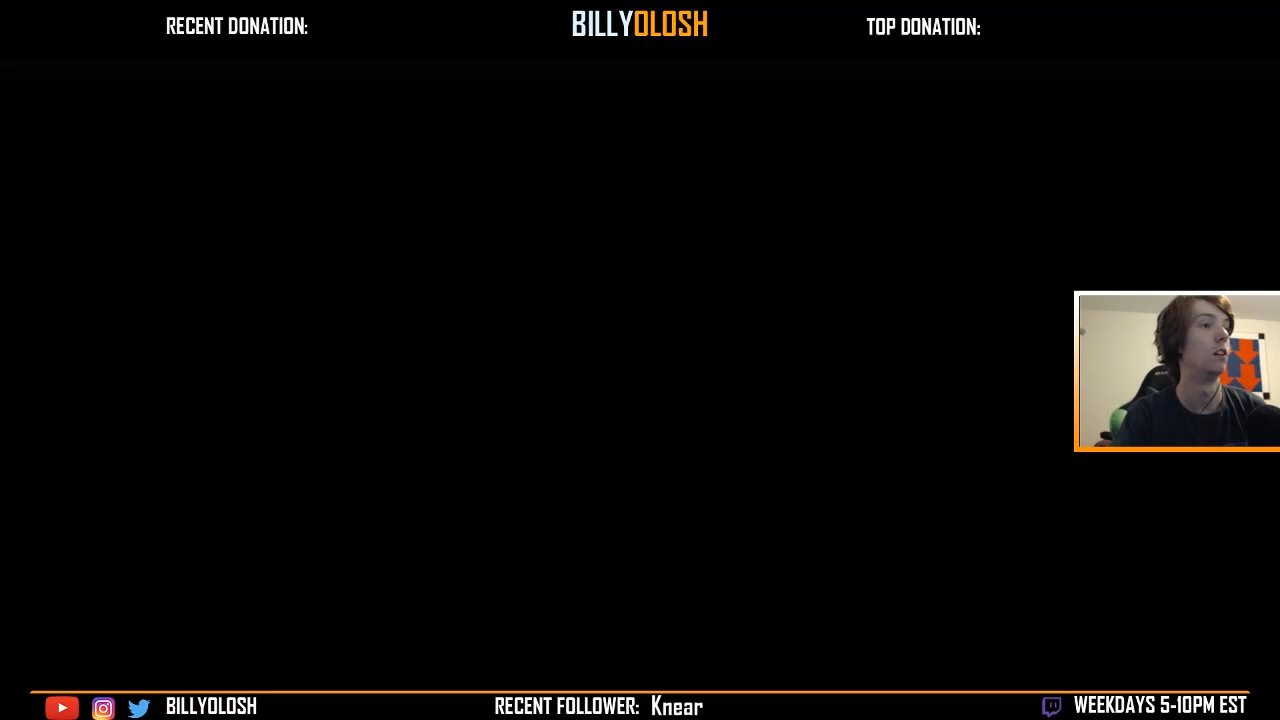 RECENT DONATION:
BILLYOLOSH
TOP DONATION:
BILLYOLOSH
RECENT FOLLOWER: Knear
WEEKDAYS 5-10PM EST